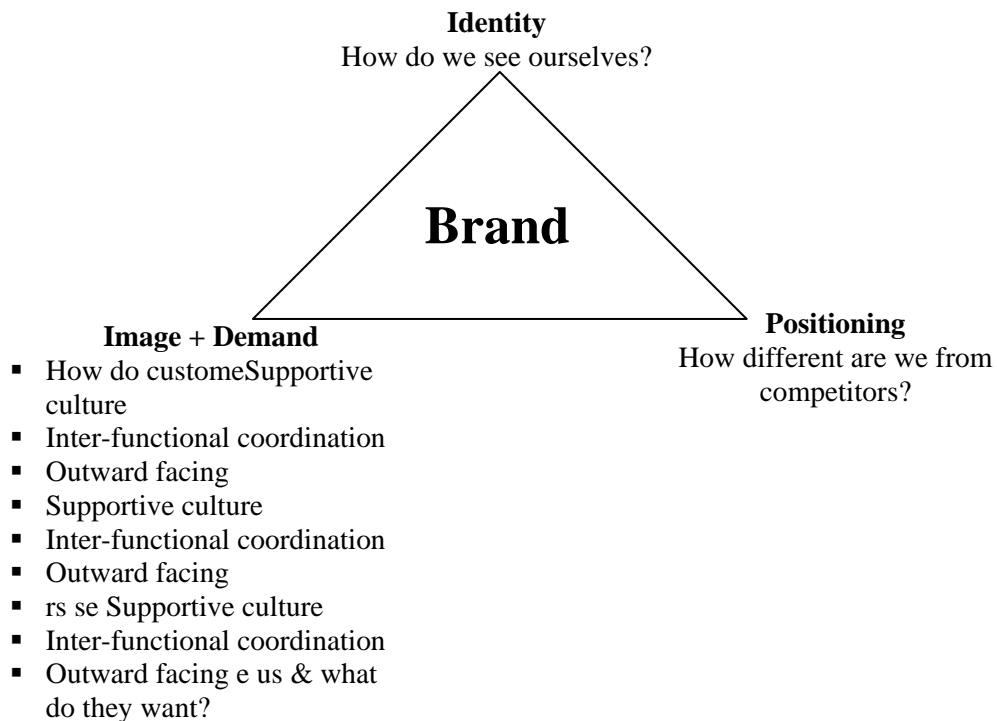 Identity
How do we see ourselves?
Brand
Image + Demand
▪ How do custome​Supportive
culture
▪ Inter-functional coordination
▪ Outward facing
▪ Supportive culture
▪ Inter-functional coordination
▪ Outward facing
▪ rs se Supportive culture
▪ Inter-functional coordination
▪ Outward facing e us & what
do they want?
Positioning
How different are we from
competitors?